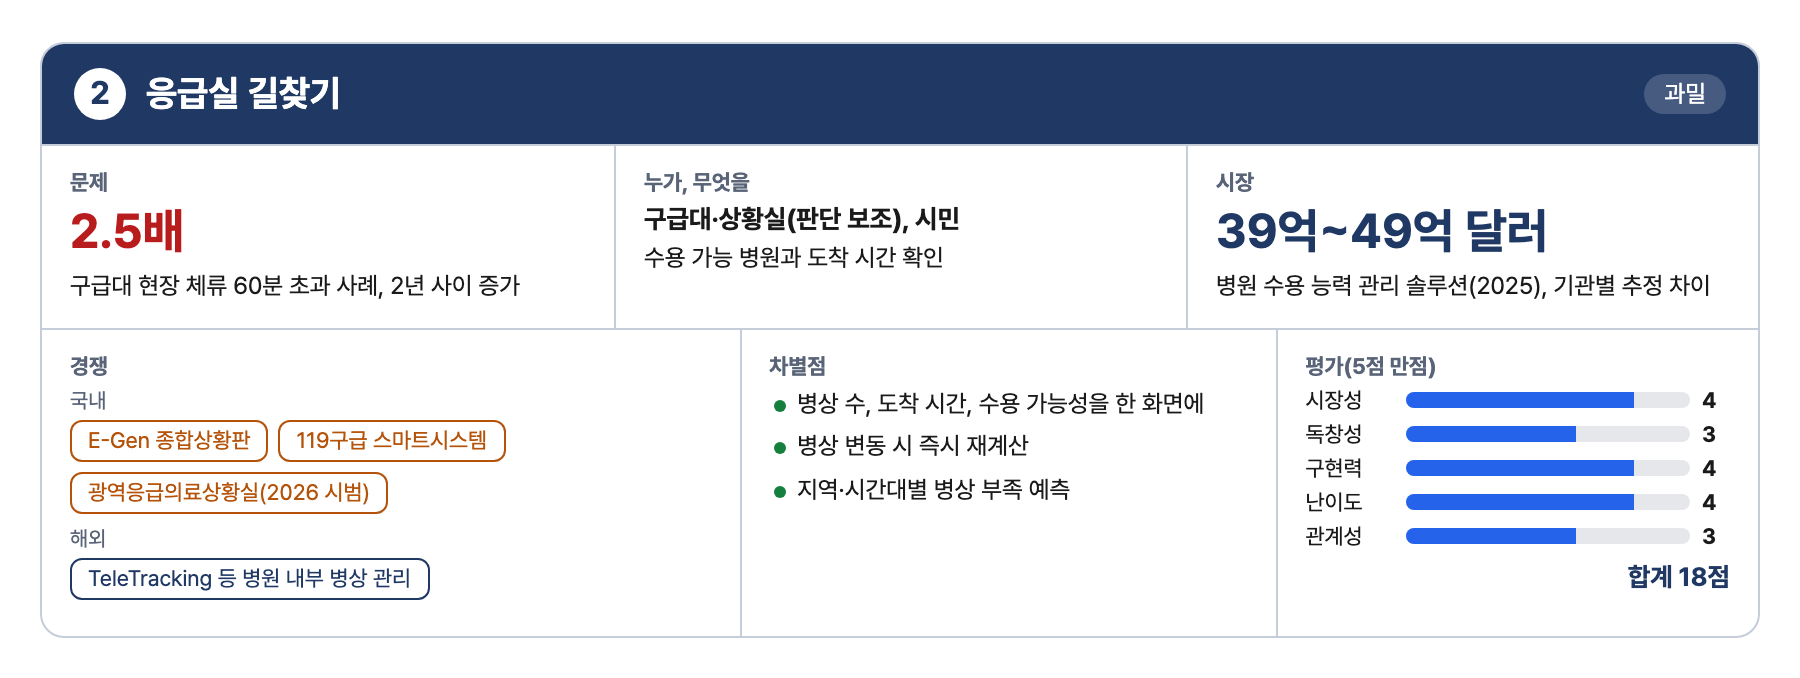 2 응급실 길찾기
과밀
문제
2.5배
구급대 현장 체류 60분 초과 사례, 2년 사이 증가
누가, 무엇을
구급대·상황실(판단 보조), 시민
수용 가능 병원과 도착 시간 확인
시장
39억~49억 달러
병원 수용 능력 관리 솔루션(2025), 기관별 추정 차이
경쟁
국내
E-Gen 종합상황판
119구급 스마트시스템
광역응급의료상황실(2026 시범)
해외
TeleTracking 등 병원 내부 병상 관리
차별점
병상 수, 도착 시간, 수용 가능성을 한 화면에
병상 변동 시 즉시 재계산
지역·시간대별 병상 부족 예측
평가(5점 만점)
시장성 4
독창성 3
구현력 4
난이도 4
관계성 3
합계 18점